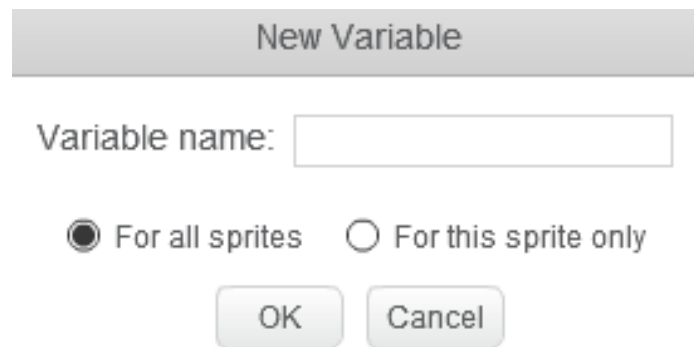 New Variable
Variable name:
For all sprites For this sprite only
OK Cancel